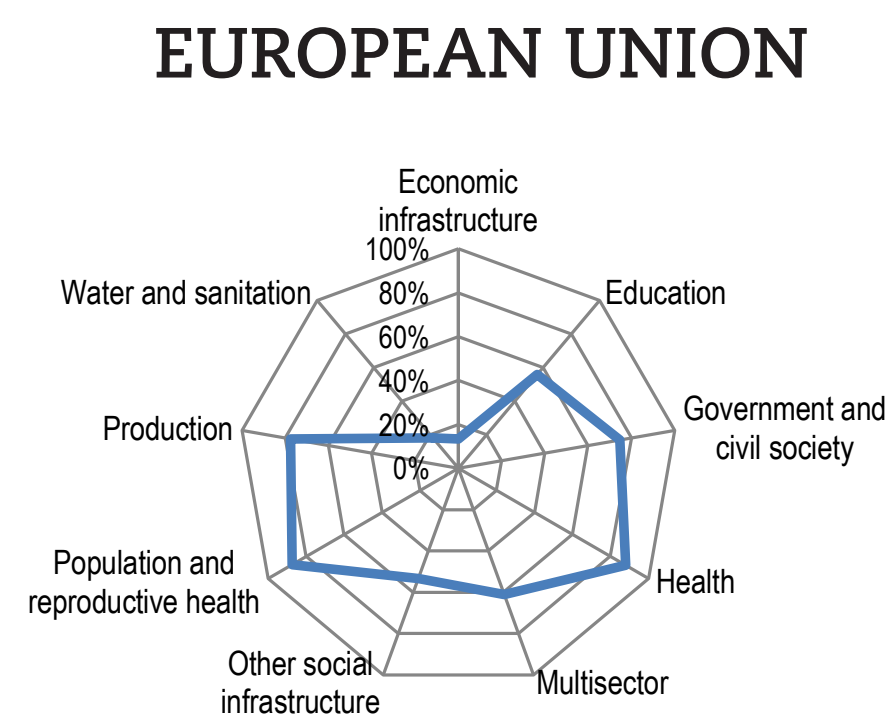 EUROPEAN UNION
Economic
infrastructure
100%
Water and sanitation
80%
Education
60%
40%
Government and
civil society
Production
20%
0%
Population and
reproductive health
Health
Other social
infrastructure
Multisector